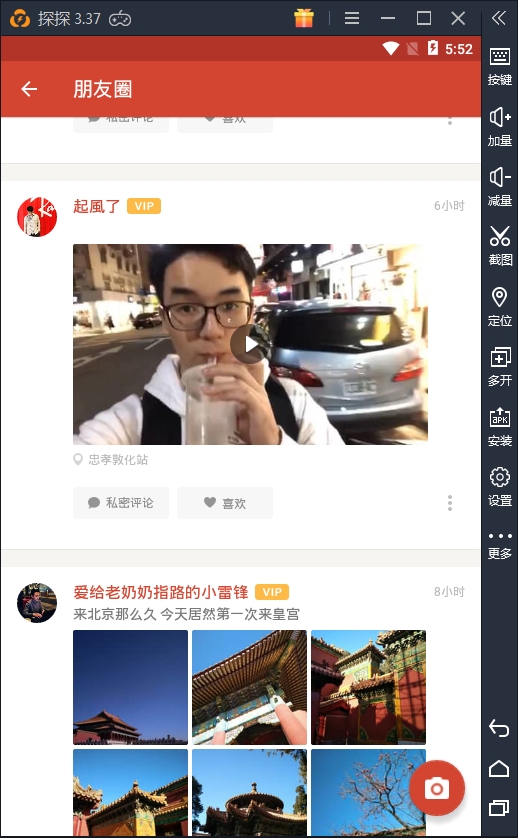 探探 3.37
5:52
朋友圈
私密评论
喜欢
起風了 VIP
6小时
忠孝敦化站
私密评论
喜欢
爱给老奶奶指路的小雷锋 VIP
8小时
来北京那么久 今天居然第一次来皇宫
按键
加量
减量
截图
定位
多开
APK
安装
设置
更多